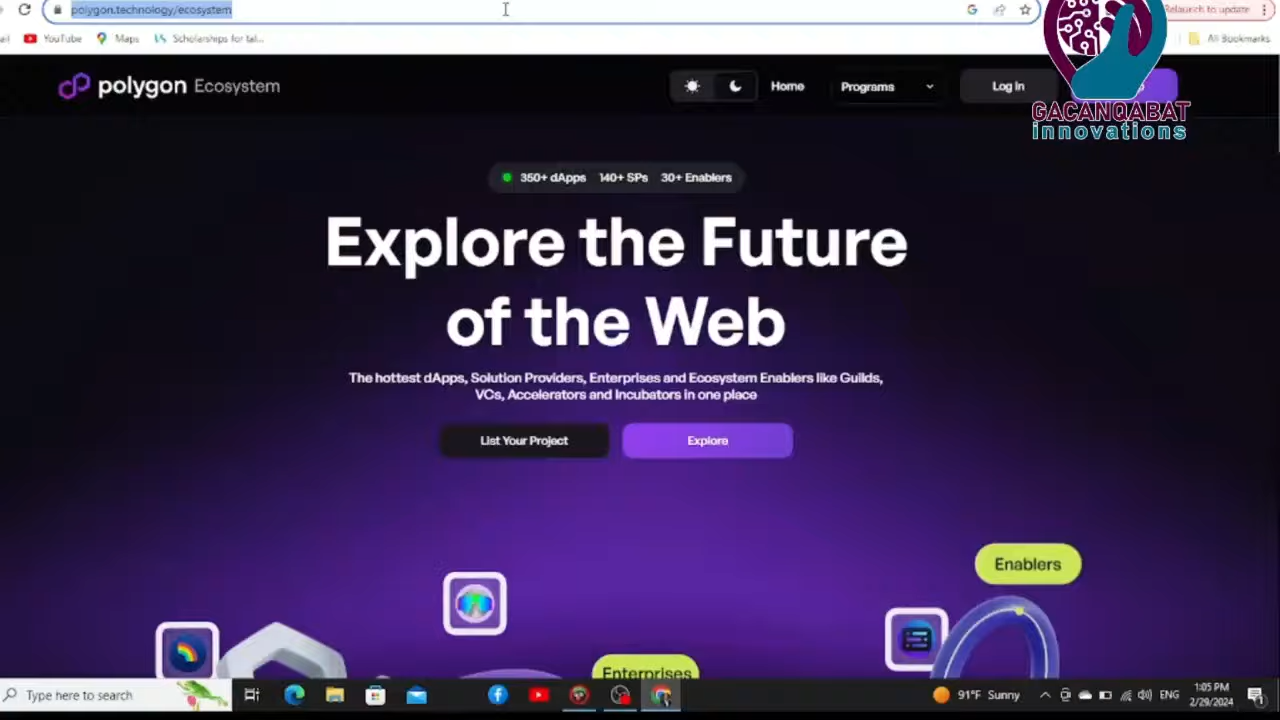 polygon.technology/ecosystem
Relaunch to update
YouTube
Maps
Scholarships for tal...
All Bookmarks
polygon Ecosystem
Home
Programs
Log In
GACANQABAT
innovations
350+ dApps 140+ SPs 30+ Enablers
Explore the Future
of the Web
The hottest dApps, Solution Providers, Enterprises and Ecosystem Enablers like Guilds,
VCs, Accelerators and Incubators in one place
List Your Project
Explore
Enablers
Enterprises
Type here to search
91°F Sunny
ENG
1:05 PM
2/29/2024